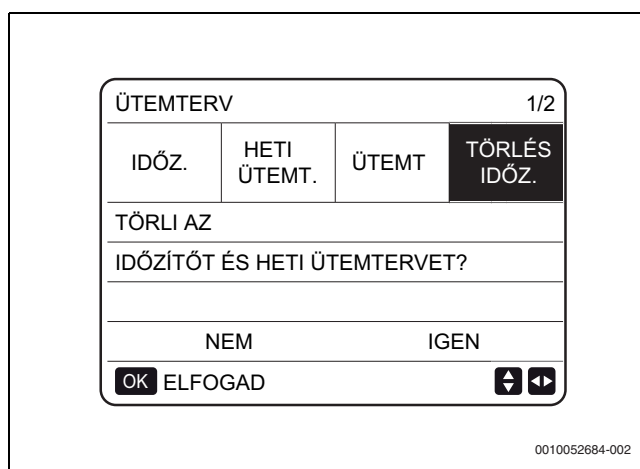 ÜTEMTERV 1/2
IDŐZ.
HETI
ÜTEMT.
ÜTEMT
TÖRLÉS
IDŐZ.
TÖRLI AZ
IDŐZÍTŐT ÉS HETI ÜTEMTERVET?
NEM IGEN
OK ELFOGAD
0010052684-002